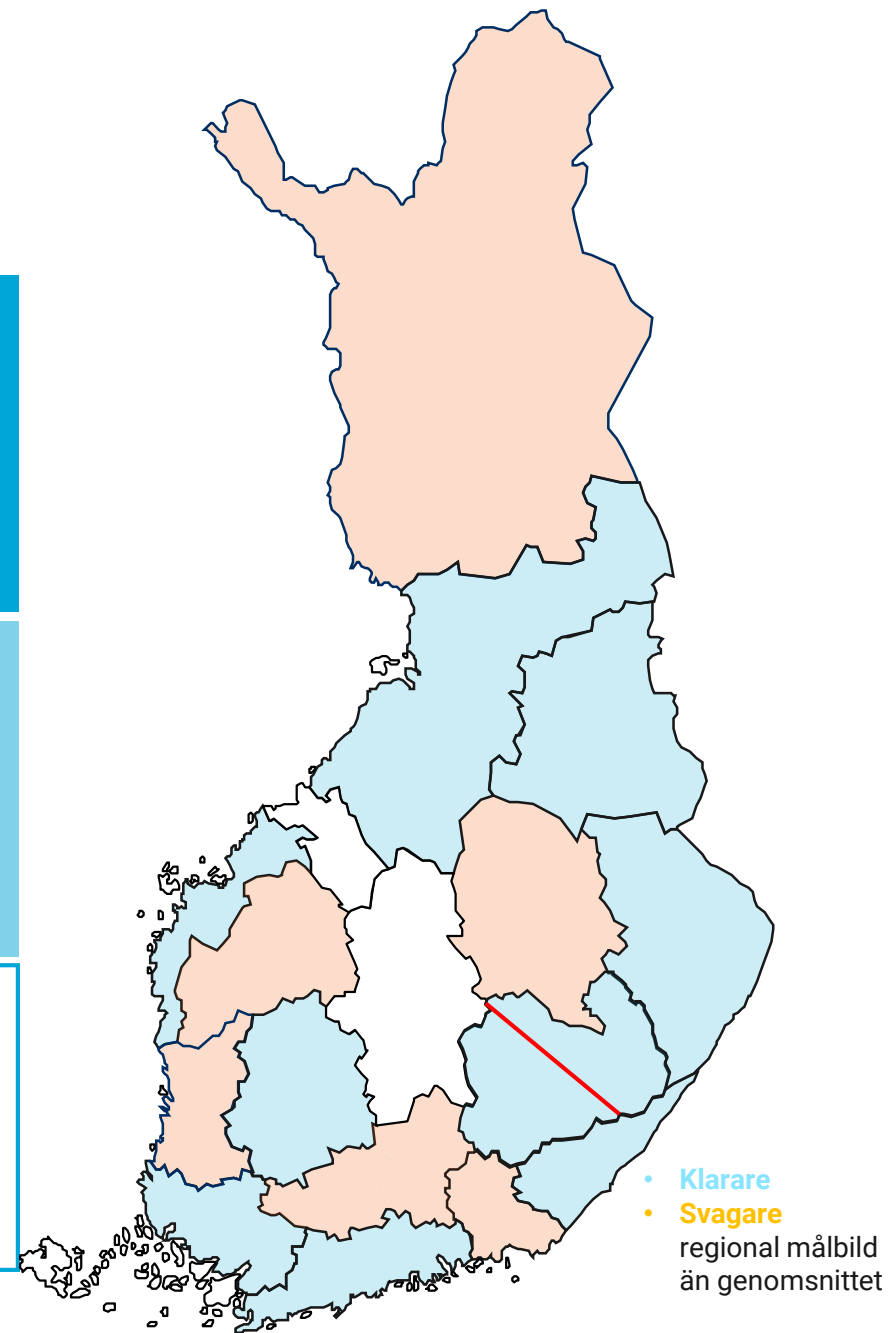 • Klarare
• Svagare
regional målbild
än genomsnittet